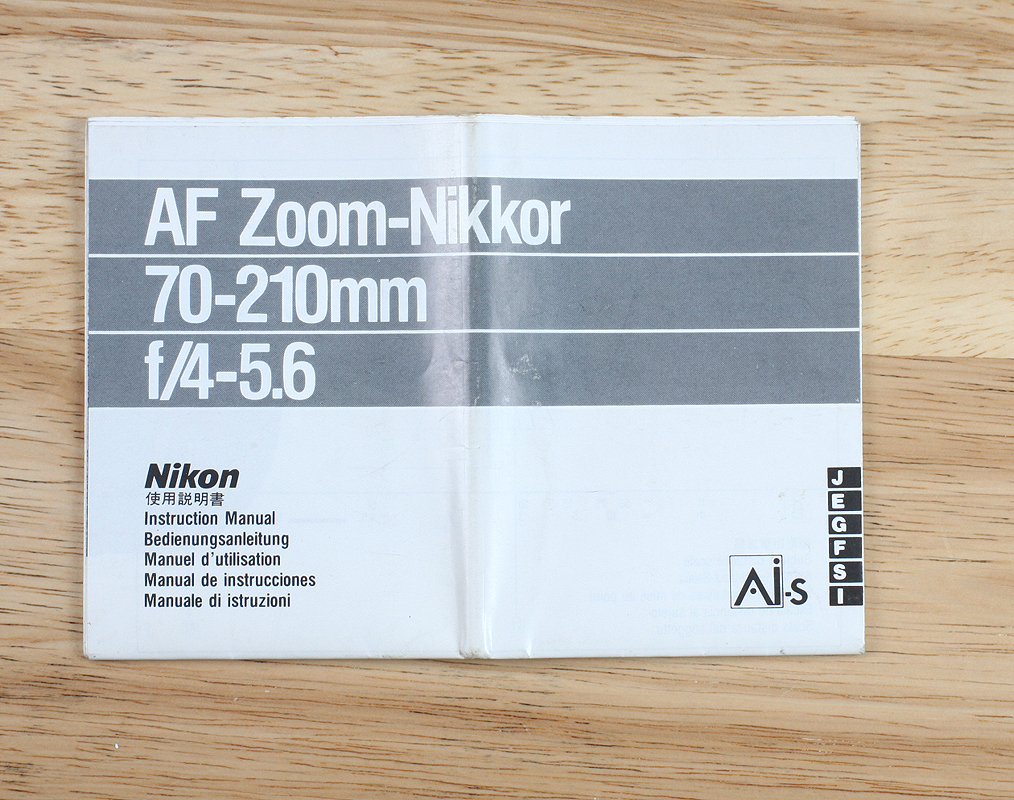 AF Zoom-Nikkor
70-210mm
f/4-5.6
Nikon
使用説明書
Instruction Manual
Bedienungsanleitung
Manuel d'utilisation
Manual de instrucciones
Manuale di istruzioni
Ai-s
J
E
G
F
S
I